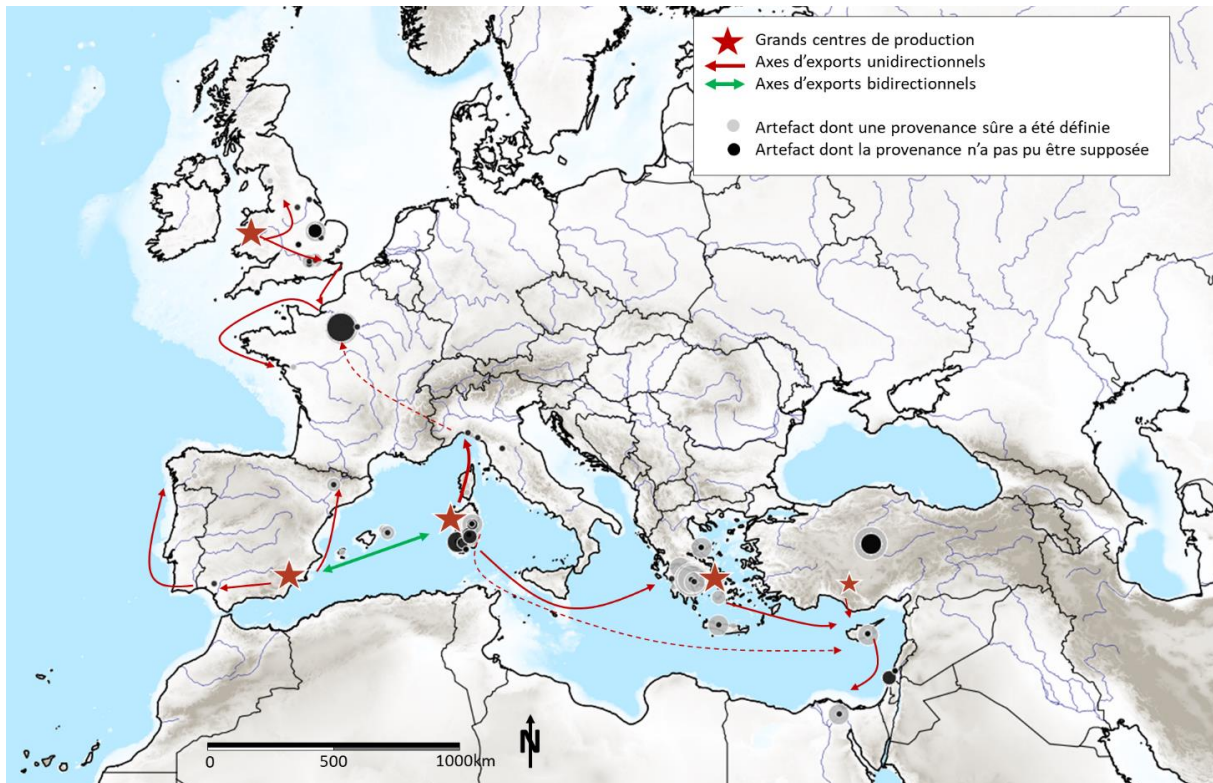 Grands centres de production
Axes d'exports unidirectionnels
Axes d'exports bidirectionnels
Artefact dont une provenance sûre a été définie
Artefact dont la provenance n'a pas pu être supposée
N
0 500 1000km